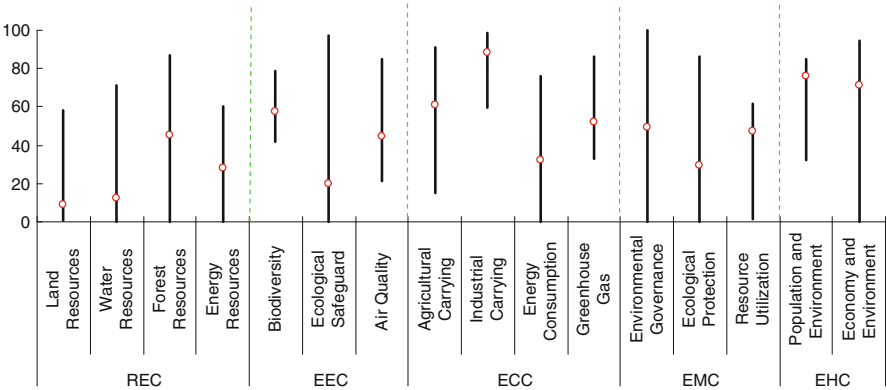 100
80
60
40
20
0
Land
Resources
Water
Resources
Forest
Resources
Energy
Resources
Biodiversity
Ecological
Safeguard
Air Quality
Agricultural
Carrying
Industrial
Carrying
Energy
Consumption
Greenhouse
Gas
Environmental
Governance
Ecological
Protection
Resource
Utilization
Population and
Environment
Economy and
Environment
REC
EEC
ECC
EMC
EHC